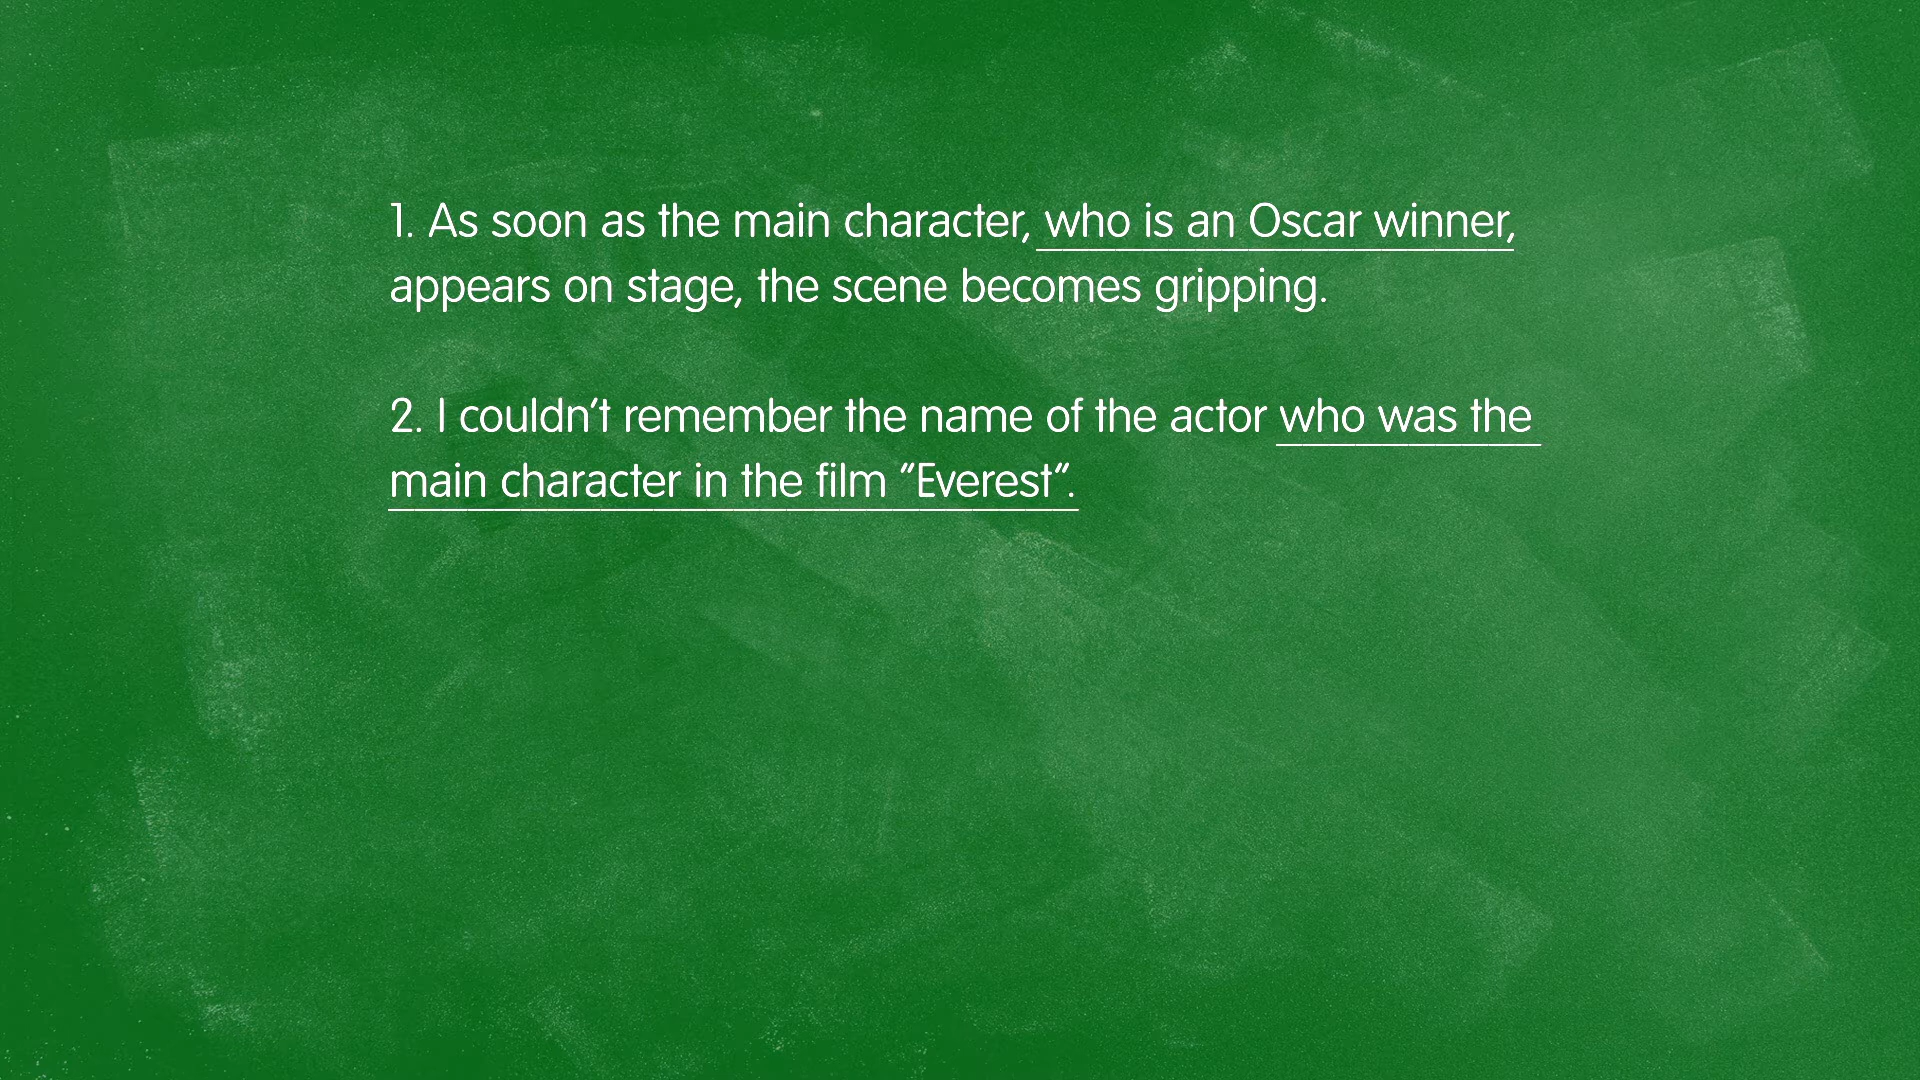 1. As soon as the main character, who is an Oscar winner,
appears on stage, the scene becomes gripping.
2. I couldn’t remember the name of the actor who was the
main character in the film “Everest“.